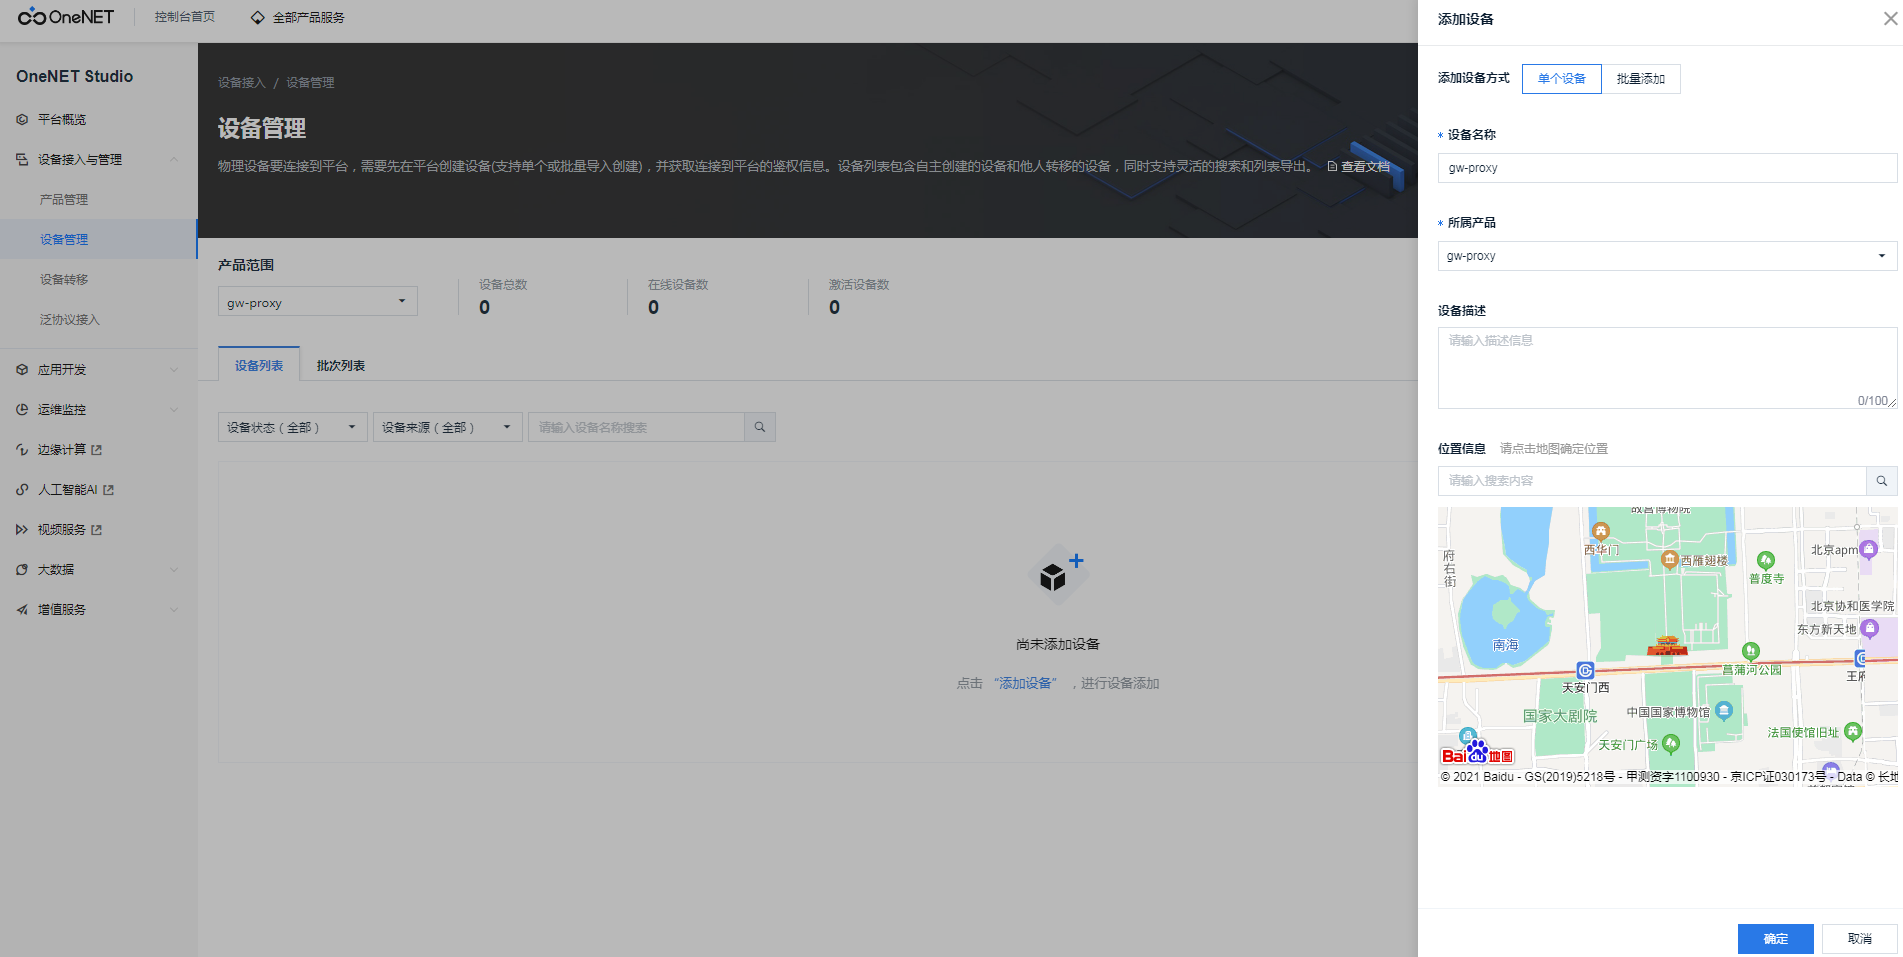 OneNET
控制台首页
全部产品服务
OneNET Studio
平台概览
设备接入与管理
产品管理
设备管理
设备转移
泛协议接入
应用开发
运维监控
边缘计算
人工智能AI
视频服务
大数据
增值服务
设备接入 / 设备管理
设备管理
物理设备要连接到平台，需要先在平台创建设备(支持单个或批量导入创建)，并获取连接到平台的鉴权信息。设备列表包含自主创建的设备和他人转移的设备，同时支持灵活的搜索和列表导出。 查看文档
产品范围
gw-proxy
设备总数
0
在线设备数
0
激活设备数
0
设备列表
批次列表
设备状态（全部）
设备来源（全部）
请输入设备名称搜索
尚未添加设备
点击 “添加设备” ，进行设备添加
添加设备
添加设备方式
单个设备
批量添加
* 设备名称
gw-proxy
* 所属产品
gw-proxy
设备描述
请输入描述信息
0/100
位置信息 请点击地图确定位置
请输入搜索内容
故宫博物院
西华门
西雁翅楼
北京apm
府右街
普度寺
北京协和医学院
东方新天地
南海
菖蒲河公园
天安门西
国家大剧院
中国国家博物馆
法国使馆旧址
天安门广场
Bai du 地图
© 2021 Baidu - GS(2019)5218号 - 甲测资字1100930 - 京ICP证030173号 - Data © 长地
确定
取消